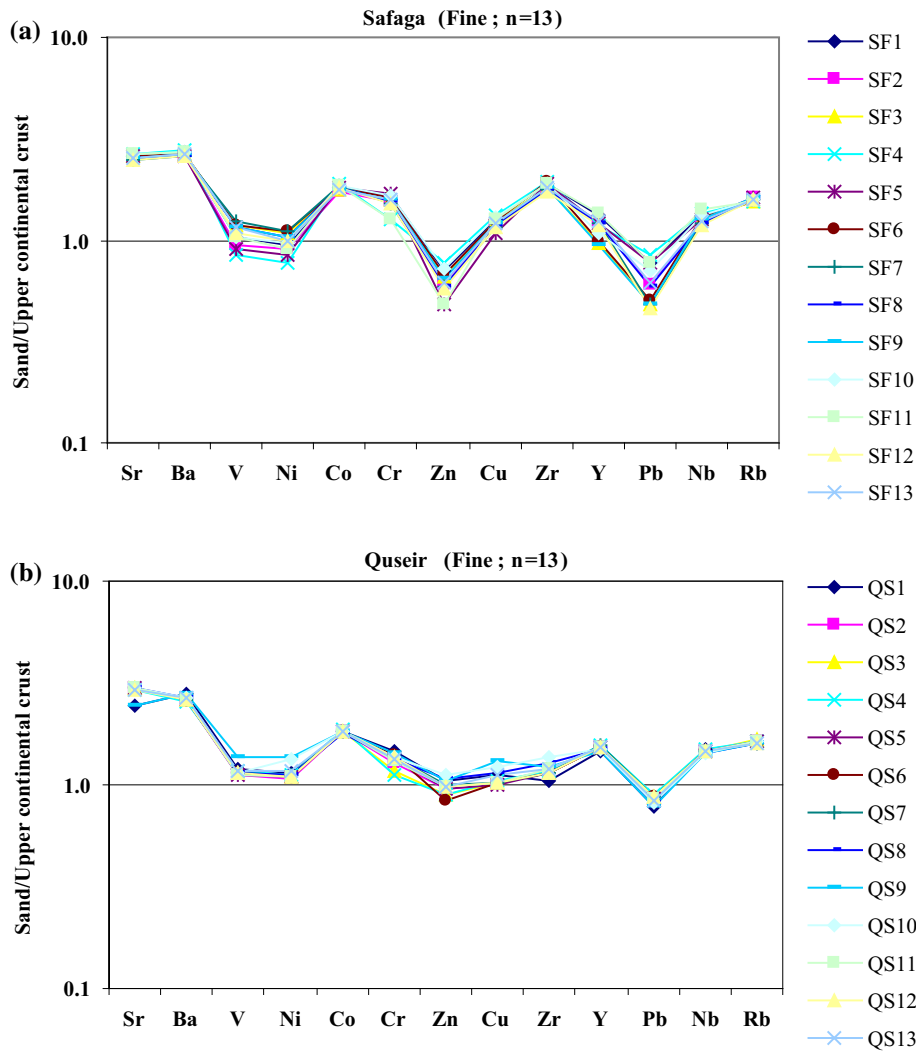 (a)
Safaga (Fine ; n=13)
Sand/Upper continental crust
10.0
1.0
0.1
Sr Ba V Ni Co Cr Zn Cu Zr Y Pb Nb Rb
SF1
SF2
SF3
SF4
SF5
SF6
SF7
SF8
SF9
SF10
SF11
SF12
SF13
(b)
Quseir (Fine ; n=13)
Sand/Upper continental crust
10.0
1.0
0.1
Sr Ba V Ni Co Cr Zn Cu Zr Y Pb Nb Rb
QS1
QS2
QS3
QS4
QS5
QS6
QS7
QS8
QS9
QS10
QS11
QS12
QS13